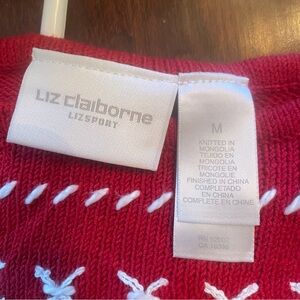 Liz claiborne
LIZSPORT
M
KNITTED IN
MONGOLIA
TEJIDO EN
MONGOLIA
TRICOTE EN
MONGOLIE
FINISHED IN CHINA
COMPLETADO
EN CHINA
COMPLETE EN CHINA